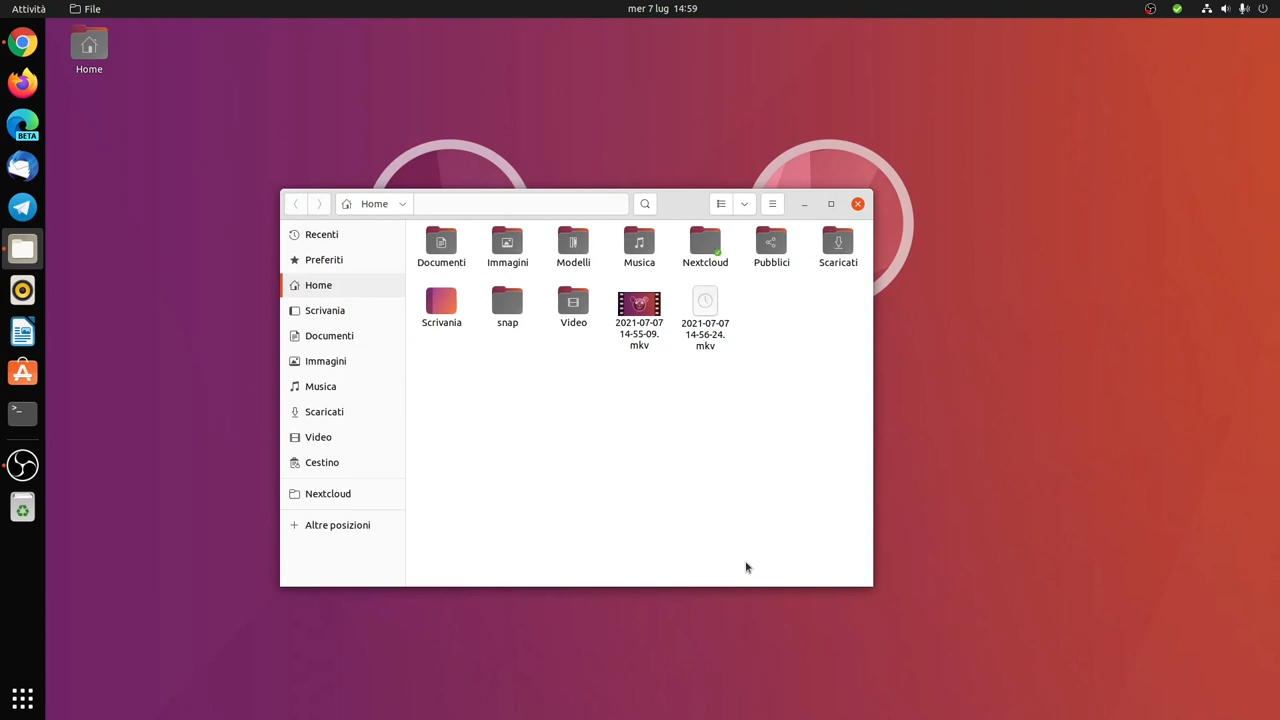 Attività
File
mer 7 lug 14:59
Home
BETA
>_
Home
Recenti
Preferiti
Home
Scrivania
Documenti
Immagini
Musica
Scaricati
Video
Cestino
Nextcloud
Altre posizioni
Documenti
Immagini
Modelli
Musica
Nextcloud
Pubblici
Scaricati
Scrivania
snap
Video
2021-07-07
14-55-09.
mkv
2021-07-07
14-56-24.
mkv